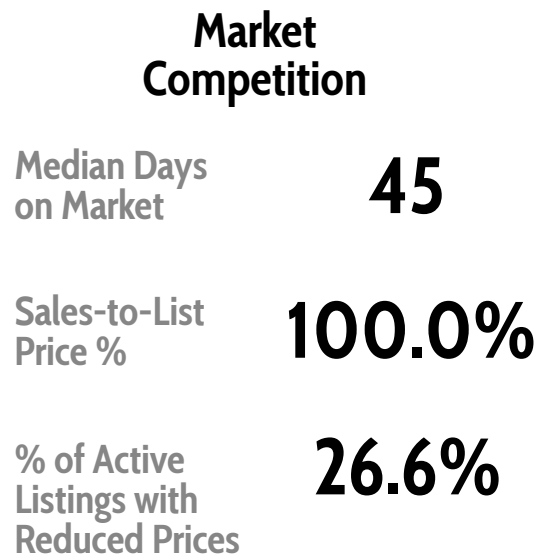 Market
Competition
Median Days
on Market
45
Sales-to-List
Price %
100.0%
% of Active
Listings with
Reduced Prices
26.6%